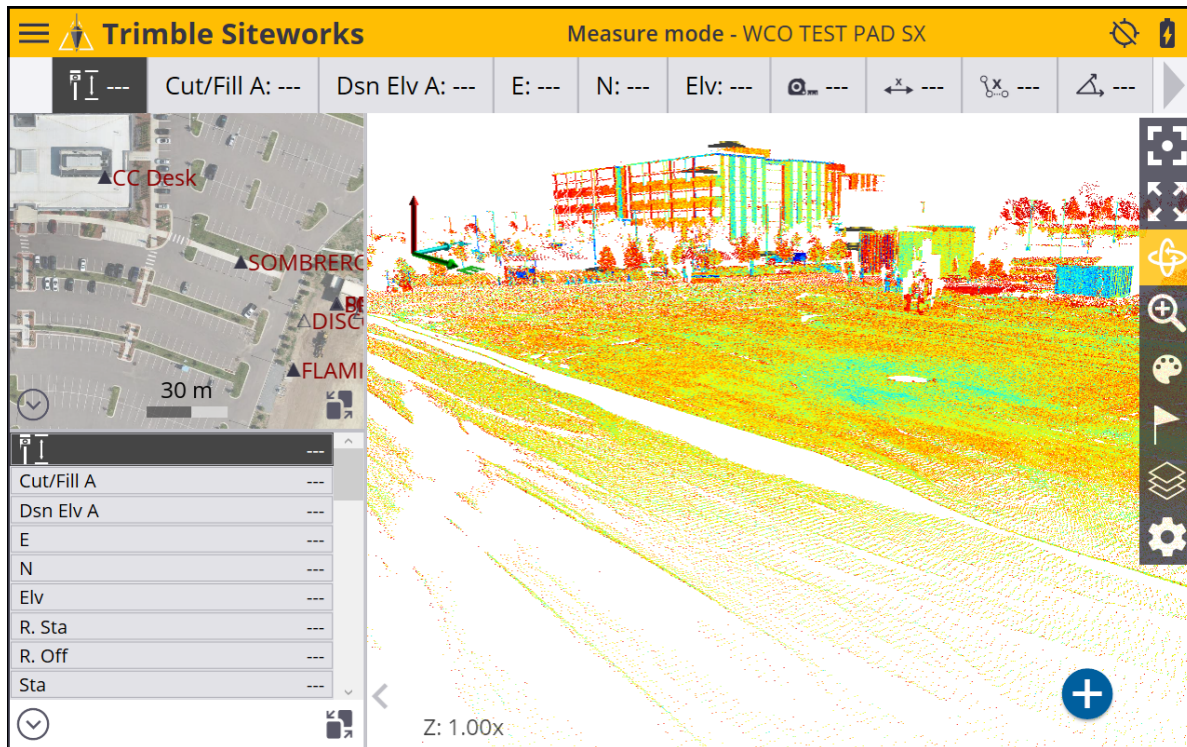 Trimble Siteworks
Measure mode - WCO TEST PAD SX
---
Cut/Fill A: ---
Dsn Elv A: ---
E: ---
N: ---
Elv: ---
---
x ---
x ---
---
CC Desk
SOMBRERO
DISC
FLAMI
30 m
---
Cut/Fill A ---
Dsn Elv A ---
E ---
N ---
Elv ---
R. Sta ---
R. Off ---
Sta ---
Z: 1.00x